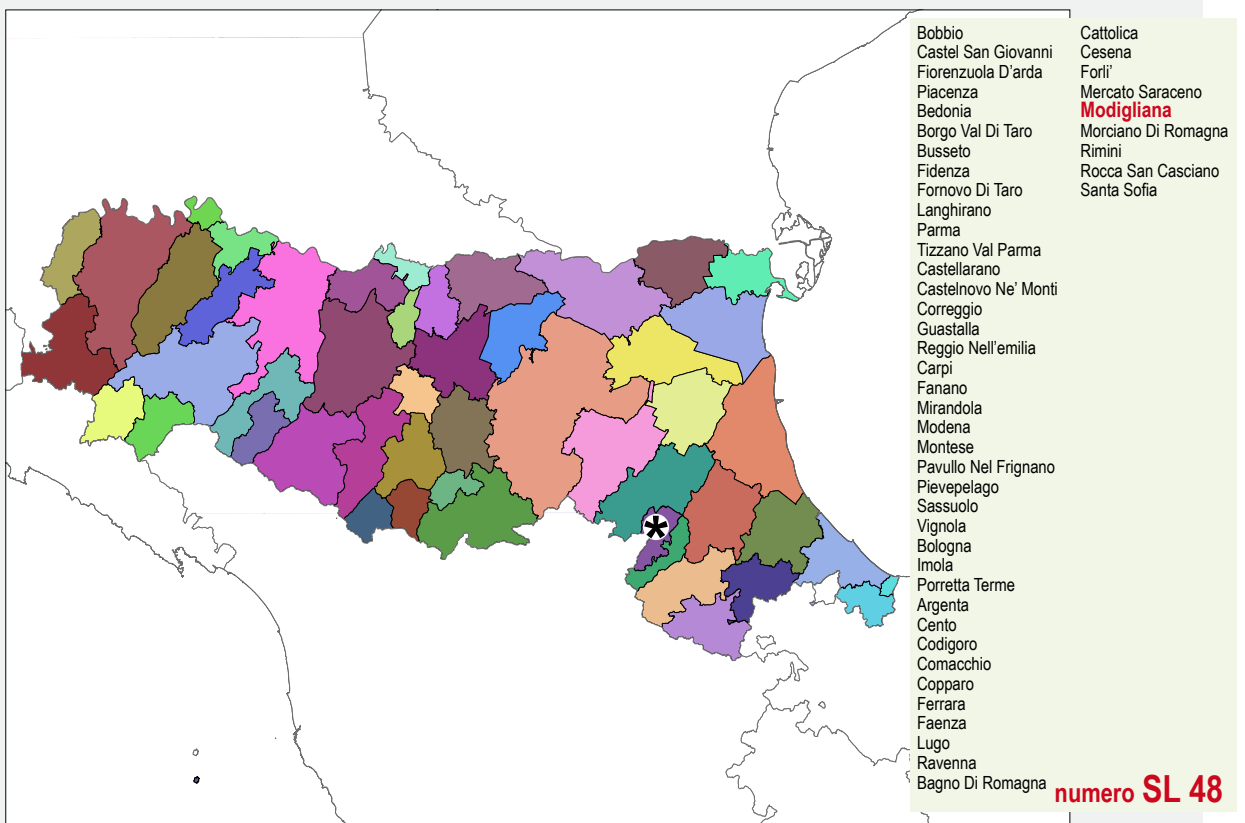 Bobbio
Castel San Giovanni
Fiorenzuola D'arda
Piacenza
Bedonia
Borgo Val Di Taro
Busseto
Fidenza
Fornovo Di Taro
Langhirano
Parma
Tizzano Val Parma
Castellarano
Castelnovo Ne' Monti
Correggio
Guastalla
Reggio Nell'emilia
Carpi
Fanano
Mirandola
Modena
Montese
Pavullo Nel Frignano
Pievepelago
Sassuolo
Vignola
Bologna
Imola
Porretta Terme
Argenta
Cento
Codigoro
Comacchio
Copparo
Ferrara
Faenza
Lugo
Ravenna
Bagno Di Romagna
Cattolica
Cesena
Forli'
Mercato Saraceno
Modigliana
Morciano Di Romagna
Rimini
Rocca San Casciano
Santa Sofia
numero SL 48
*